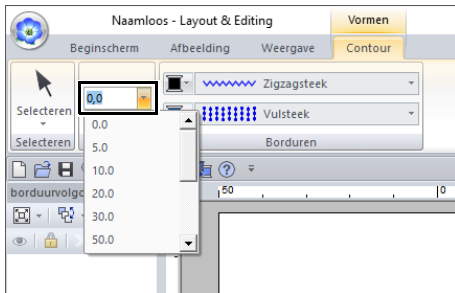 Naamloos - Layout & Editing
Vormen
Beginscherm
Afbeelding
Weergave
Contour
Selecteren
0,0
Zigzagsteek
Vulsteek
Selecteren
Borduren
0.0
5.0
10.0
20.0
30.0
50.0
50
0